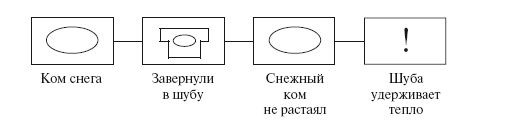 !
Ком снега
Завернули
в шубу
Снежный
ком
не растаял
Шуба
удерживает
тепло